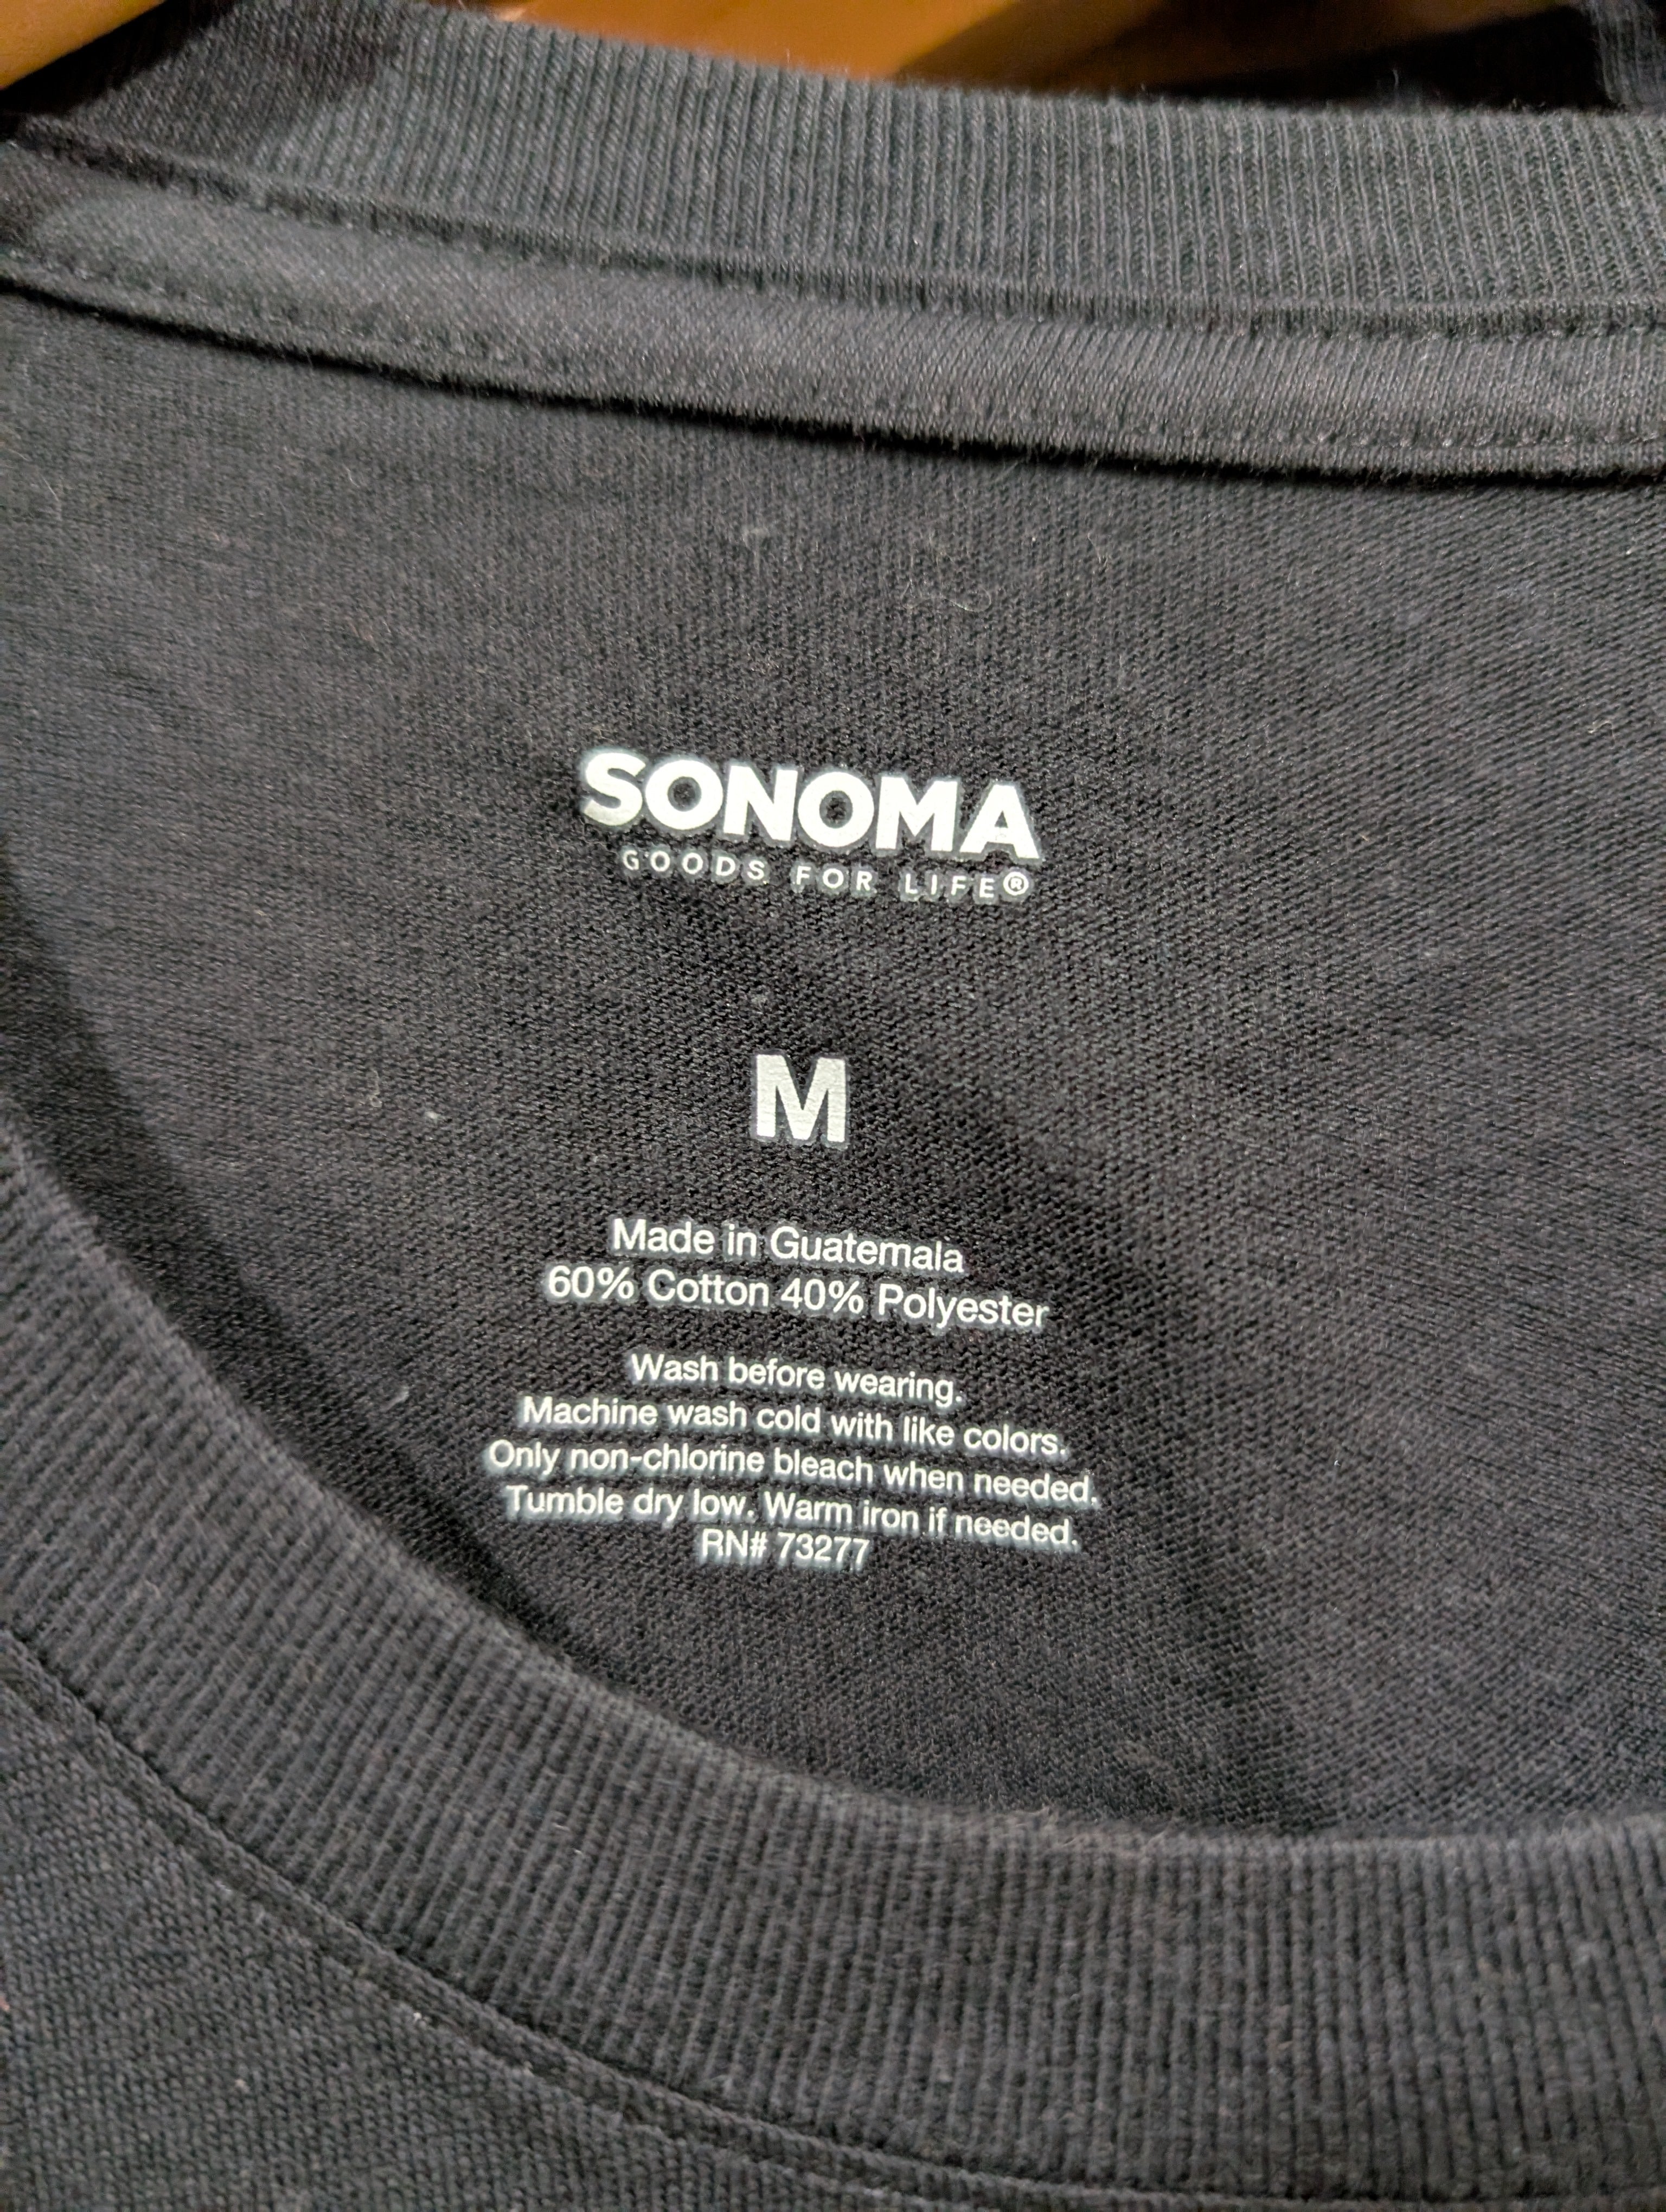 SONOMA
GOODS FOR LIFE®
M
Made in Guatemala
60% Cotton 40% Polyester
Wash before wearing.
Machine wash cold with like colors.
Only non-chlorine bleach when needed.
Tumble dry low. Warm iron if needed.
RN# 73277